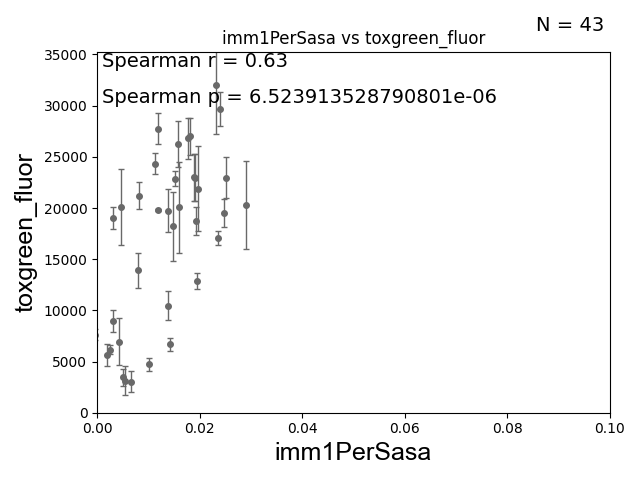 N = 43
imm1PerSasa vs toxgreen_fluor
Spearman r = 0.63
Spearman p = 6.523913528790801e-06
35000
30000
25000
20000
15000
10000
5000
0
toxgreen_fluor
0.00 0.02 0.04 0.06 0.08 0.10
imm1PerSasa